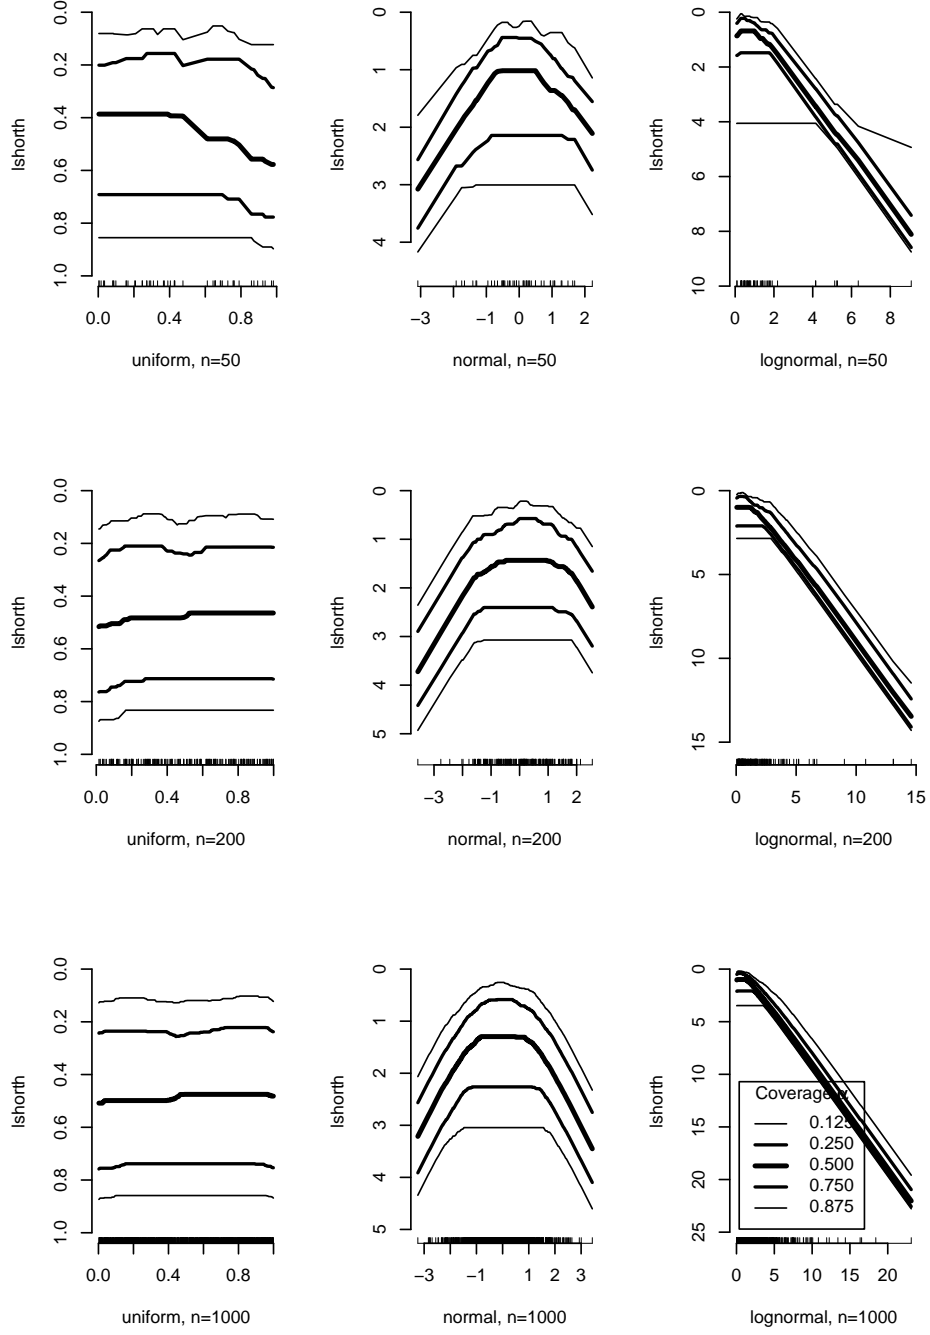 0.0 0.2 0.4 0.6 0.8 1.0
lshorth
0.0 0.4 0.8
uniform, n=50
0 1 2 3 4
lshorth
−3 −1 0 1 2
normal, n=50
0 2 4 6 8 10
lshorth
0 2 4 6 8
lognormal, n=50
0.0 0.2 0.4 0.6 0.8 1.0
lshorth
0.0 0.4 0.8
uniform, n=200
0 1 2 3 4 5
lshorth
−3 −1 1 2
normal, n=200
0 5 10 15
lshorth
0 5 10 15
lognormal, n=200
0.0 0.2 0.4 0.6 0.8 1.0
lshorth
0.0 0.4 0.8
uniform, n=1000
0 1 2 3 4 5
lshorth
−3 −1 1 2 3
normal, n=1000
0 5 10 15 20 25
lshorth
Coverage α
0.125
0.250
0.500
0.750
0.875
0 5 10 15 20
lognormal, n=1000